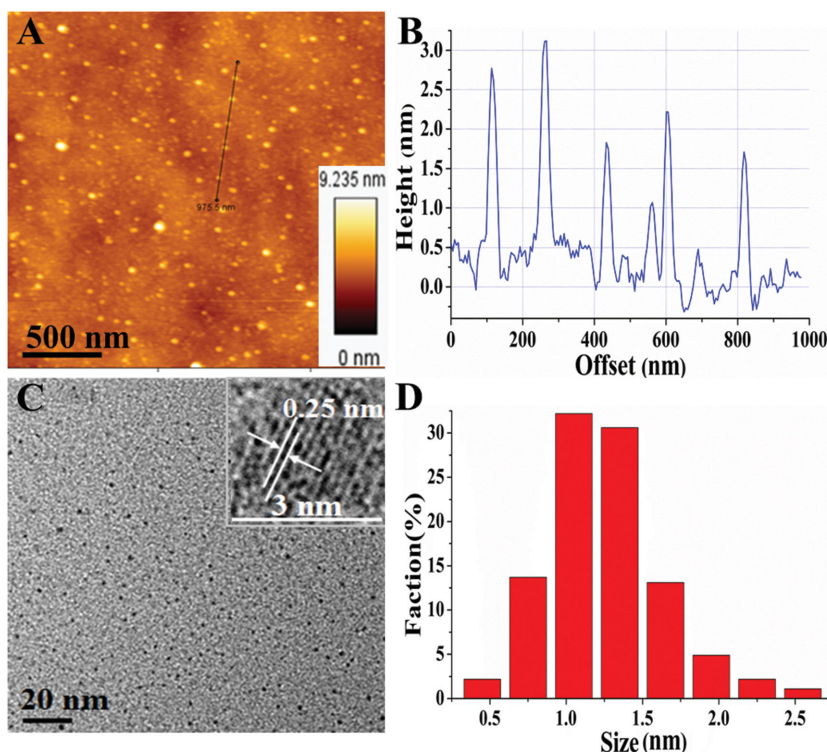 A
975.5 nm
9.235 nm
0 nm
500 nm
B
Height (nm)
3.0
2.5
2.0
1.5
1.0
0.5
0.0
0 200 400 600 800 1000
Offset (nm)
C
0.25 nm
3 nm
20 nm
D
Faction(%)
30
25
20
15
10
5
0
0.5 1.0 1.5 2.0 2.5
Size(nm)